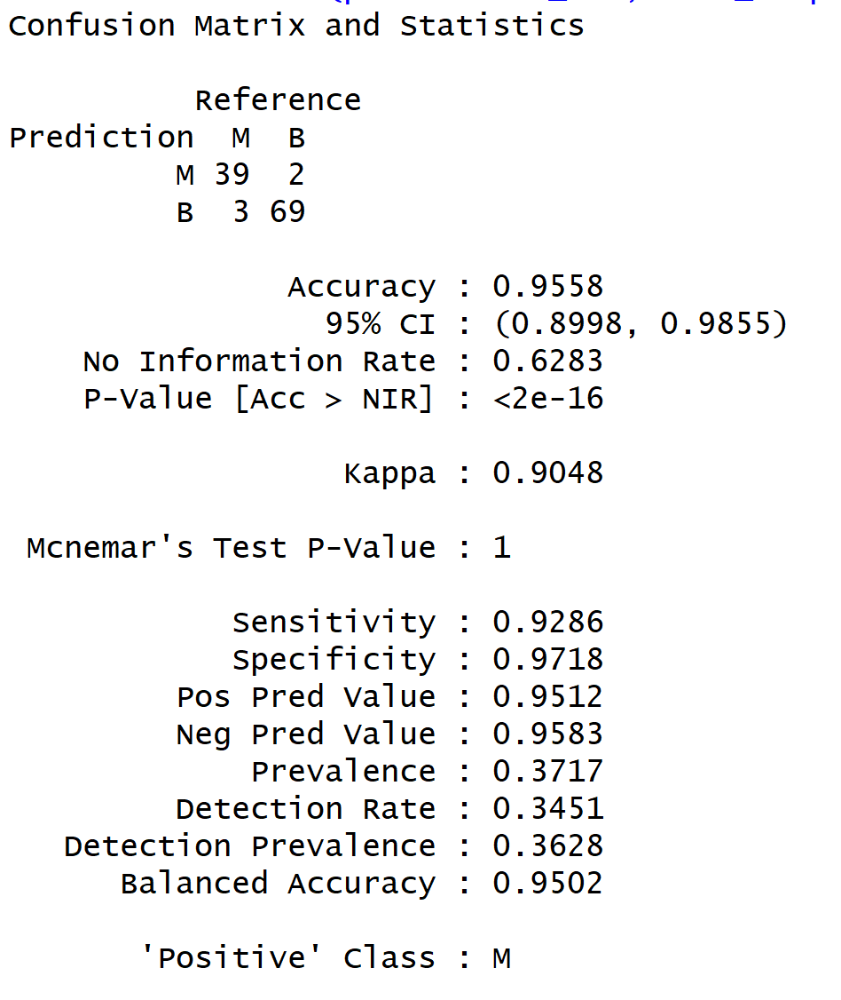 Confusion Matrix and Statistics
Reference
Prediction M B
M 39 2
B 3 69
Accuracy : 0.9558
95% CI : (0.8998, 0.9855)
No Information Rate : 0.6283
P-Value [Acc > NIR] : <2e-16
Kappa : 0.9048
Mcnemar's Test P-Value : 1
Sensitivity : 0.9286
Specificity : 0.9718
Pos Pred Value : 0.9512
Neg Pred Value : 0.9583
Prevalence : 0.3717
Detection Rate : 0.3451
Detection Prevalence : 0.3628
Balanced Accuracy : 0.9502
'Positive' Class : M